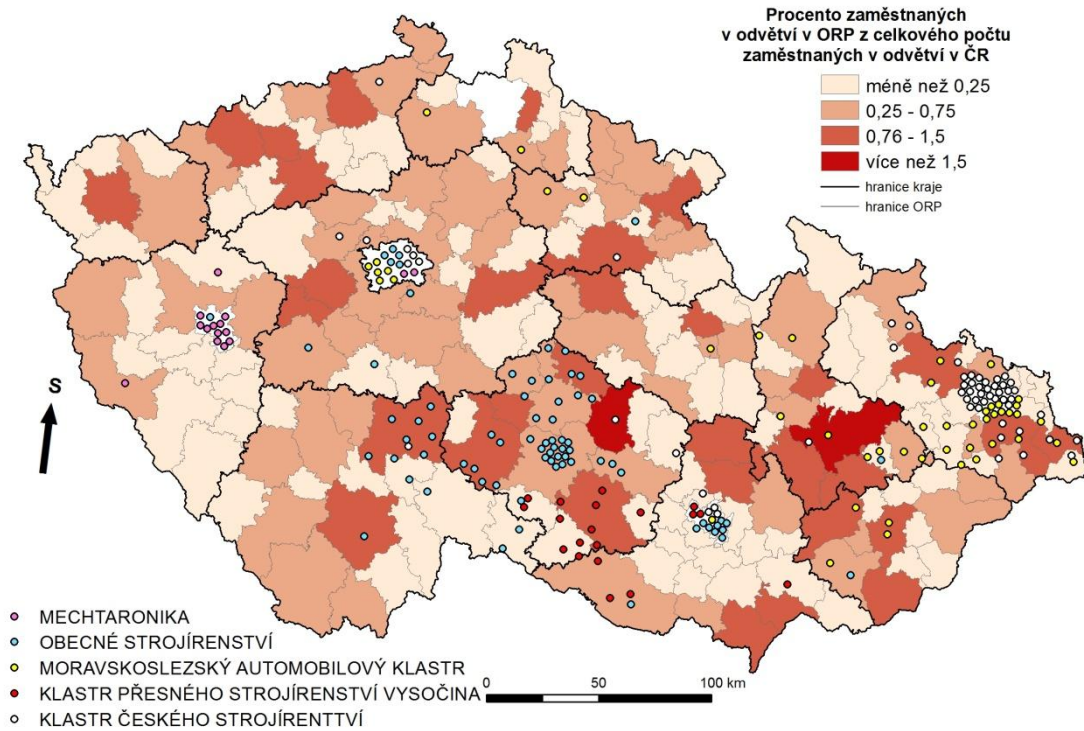 Procento zaměstnaných
v odvětví v ORP z celkového počtu
zaměstnaných v odvětví v ČR
méně než 0,25
0,25 - 0,75
0,76 - 1,5
více než 1,5
hranice kraje
hranice ORP
S
MECHTARONIKA
OBECNÉ STROJÍRENSTVÍ
MORAVSKOSLEZSKÝ AUTOMOBILOVÝ KLASTR
KLASTR PŘESNÉHO STROJÍRENSTVÍ VYSOČINA
KLASTR ČESKÉHO STROJÍRENTTVÍ
0 50 100 km